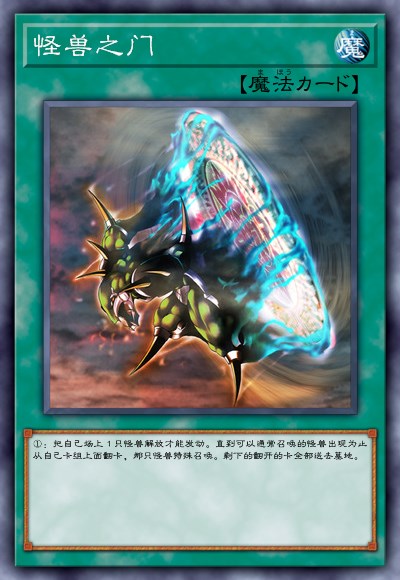 怪兽之门
魔
【魔法カード】
まほう
①：把自己场上１只怪兽解放才能发动。直到可以通常召唤的怪兽出现为止
从自己卡组上面翻卡，那只怪兽特殊召唤。剩下的翻开的卡全部送去墓地。